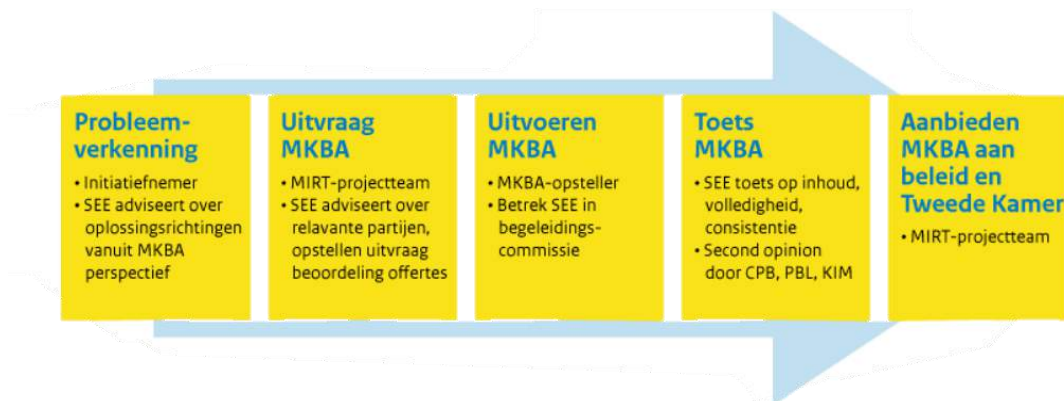 Probleem-
verkenning
• Initiatiefnemer
• SEE adviseert over
oplossingsrichtingen
vanuit MKBA
perspectief
Uitvraag
MKBA
• MIRT-projectteam
• SEE adviseert over
relevante partijen,
opstellen uitvraag
beoordeling offertes
Uitvoeren
MKBA
• MKBA-opsteller
• Betrek SEE in
begeleidings-
commissie
Toets
MKBA
• SEE toets op inhoud,
volledigheid,
consistentie
• Second opinion
door CPB, PBL, KIM
Aanbieden
MKBA aan
beleid en
Tweede Kamer
• MIRT-projectteam